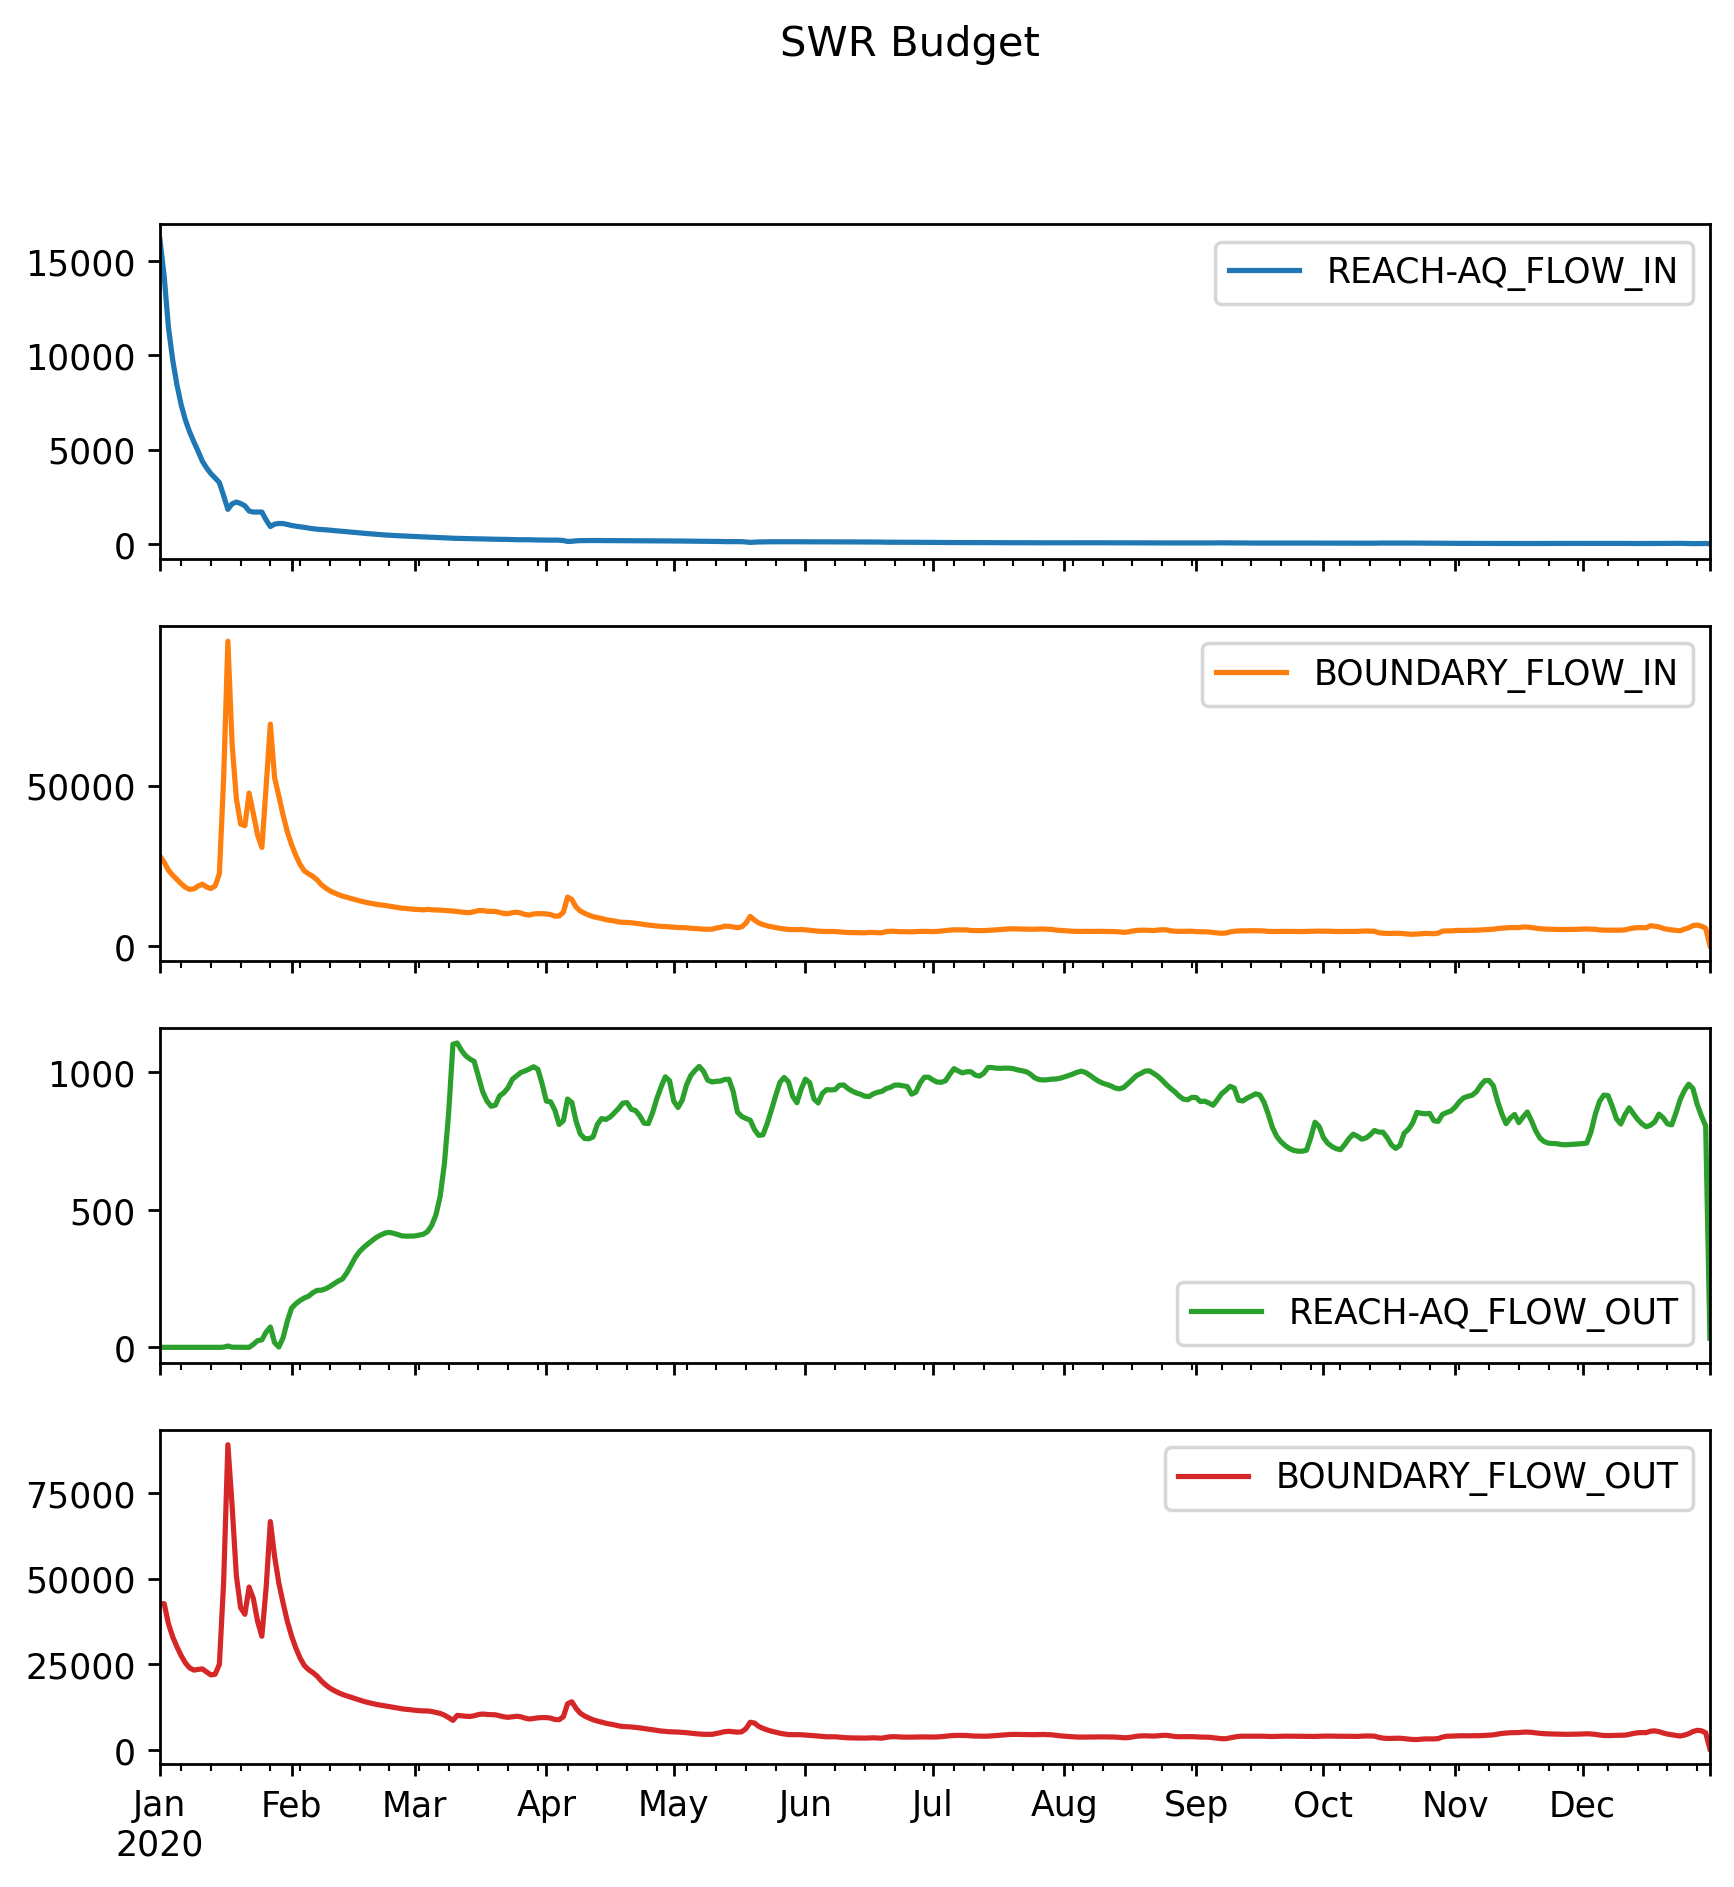 SWR Budget
15000
10000
5000
0
REACH-AQ_FLOW_IN
50000
0
BOUNDARY_FLOW_IN
1000
500
0
REACH-AQ_FLOW_OUT
75000
50000
25000
0
BOUNDARY_FLOW_OUT
Jan Feb Mar Apr May Jun Jul Aug Sep Oct Nov Dec
2020